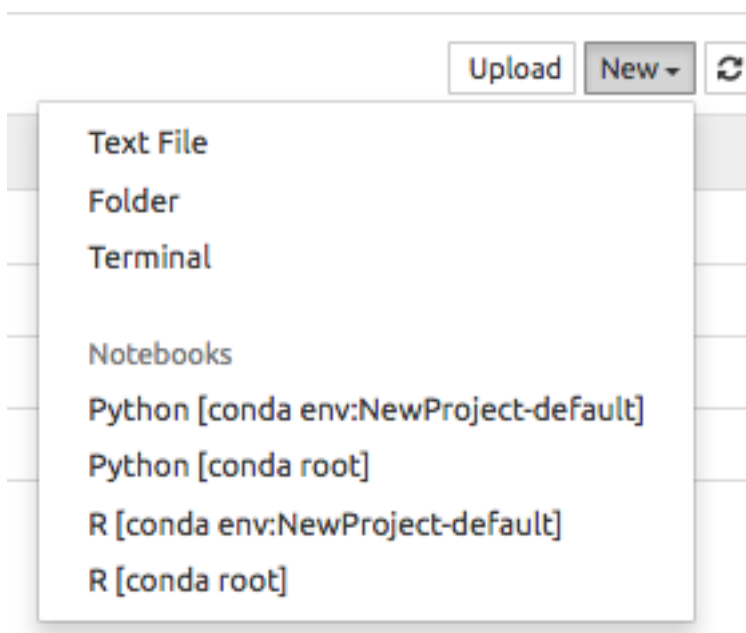 Upload New
Text File
Folder
Terminal
Notebooks
Python [conda env:NewProject-default]
Python [conda root]
R [conda env:NewProject-default]
R [conda root]